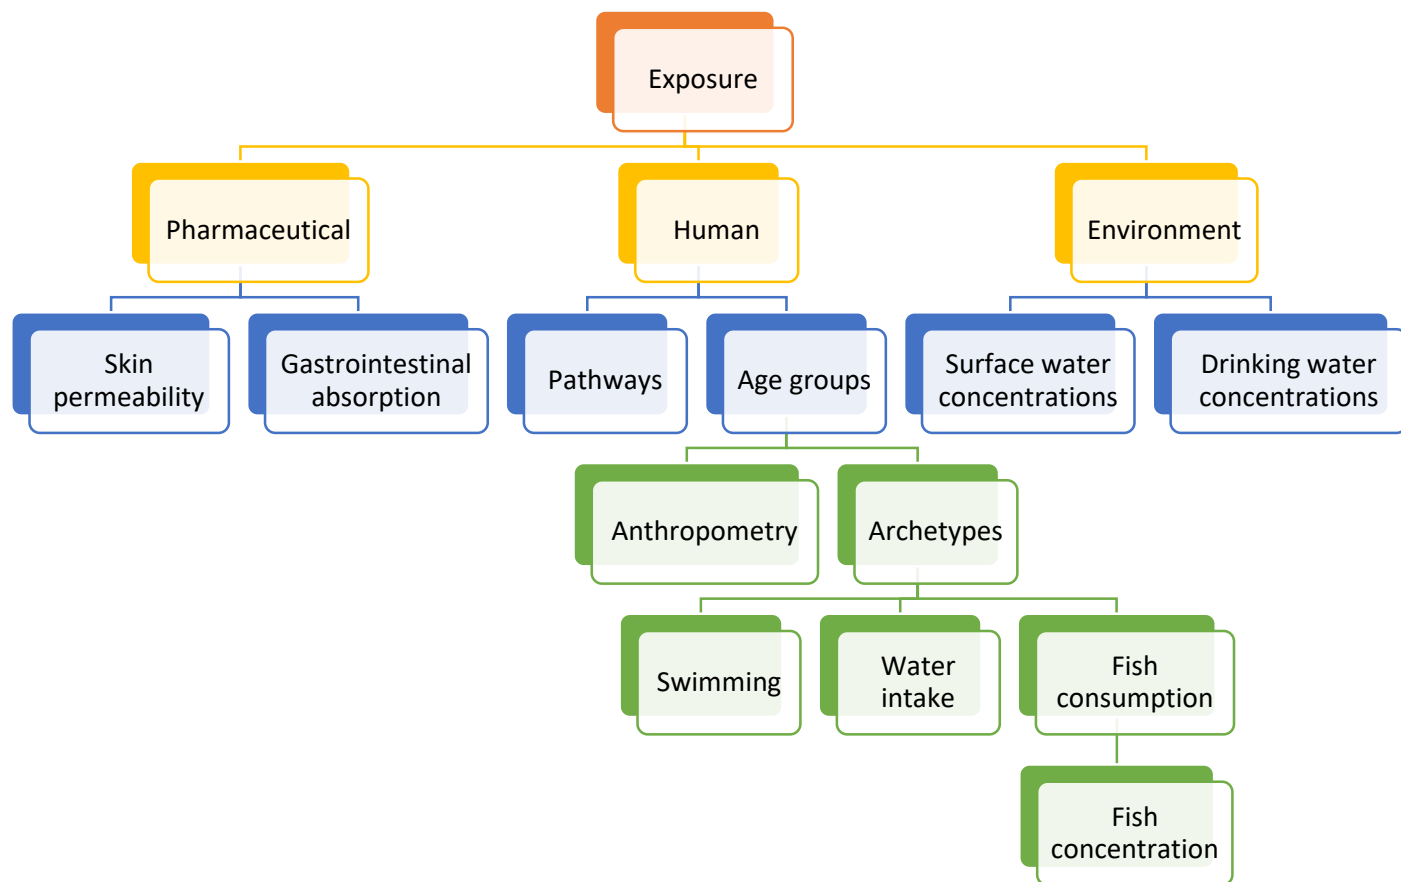 Exposure
Pharmaceutical
Human
Environment
Skin
permeability
Gastrointestinal
absorption
Pathways
Age groups
Surface water
concentrations
Drinking water
concentrations
Anthropometry
Archetypes
Swimming
Water
intake
Fish
consumption
Fish
concentration